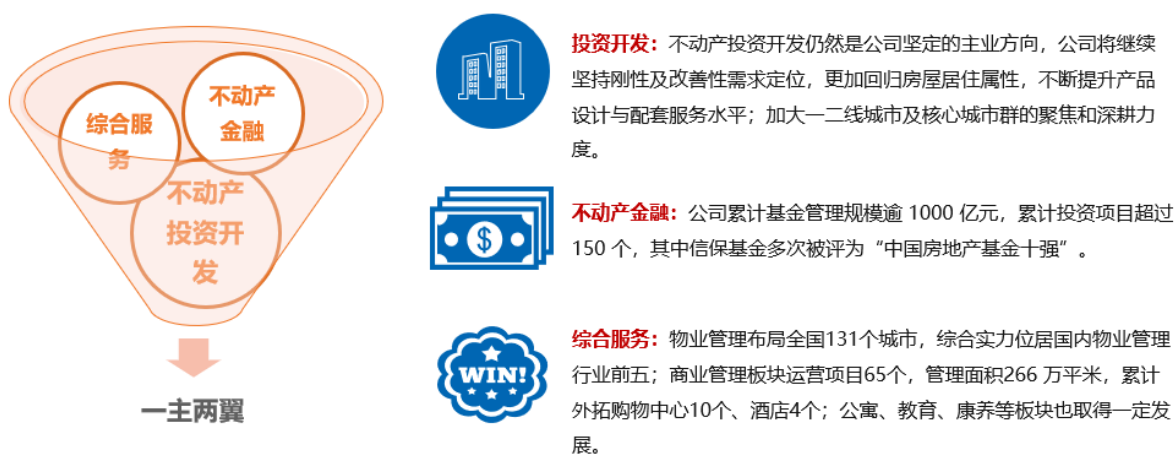 不动产
金融
综合服
务
不动产
投资开
发
一主两翼
投资开发：不动产投资开发仍然是公司坚定的主业方向，公司将继续
坚持刚性及改善性需求定位，更加回归房屋居住属性，不断提升产品
设计与配套服务水平；加大一二线城市及核心城市群的聚焦和深耕力
度。
$
不动产金融：公司累计基金管理规模逾 1000 亿元，累计投资项目超过
150 个，其中信保基金多次被评为“中国房地产基金十强”。
WIN!
综合服务：物业管理布局全国131个城市，综合实力位居国内物业管理
行业前五；商业管理板块运营项目65个，管理面积266 万平米，累计
外拓购物中心10个、酒店4个；公寓、教育、康养等板块也取得一定发
展。